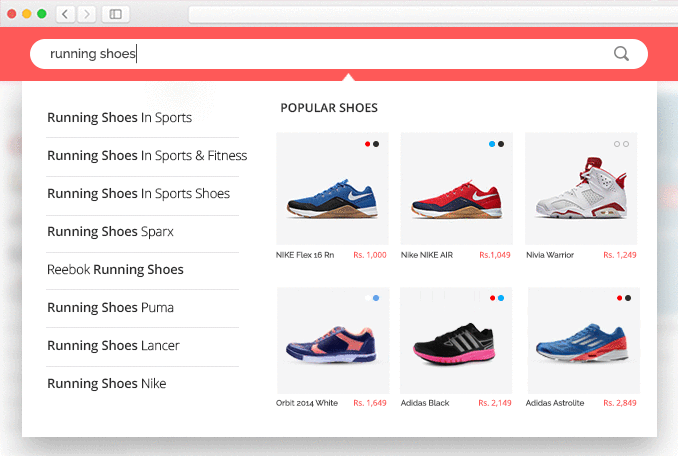 running shoes
Running Shoes In Sports
Running Shoes In Sports & Fitness
Running Shoes In Sports Shoes
Running Shoes Sparx
Reebok Running Shoes
Running Shoes Puma
Running Shoes Lancer
Running Shoes Nike
POPULAR SHOES
NIKE Flex 16 Rn Rs. 1,000
Nike NIKE AIR Rs.1,049
Nivia Warrior Rs. 1,249
Orbit 2014 White Rs. 1,649
Adidas Black Rs. 2,149
Adidas Astrolite Rs. 2,849